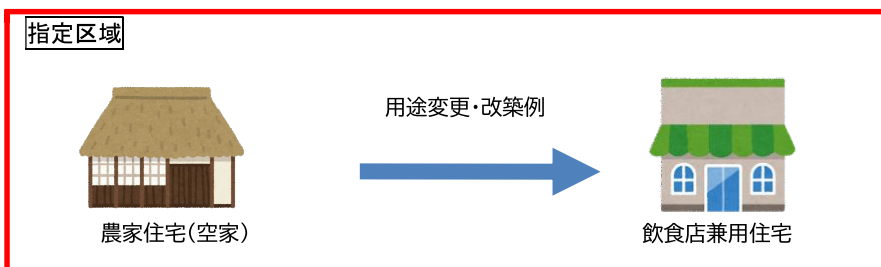 指定区域
用途変更・改築例
農家住宅(空家)
飲食店兼用住宅